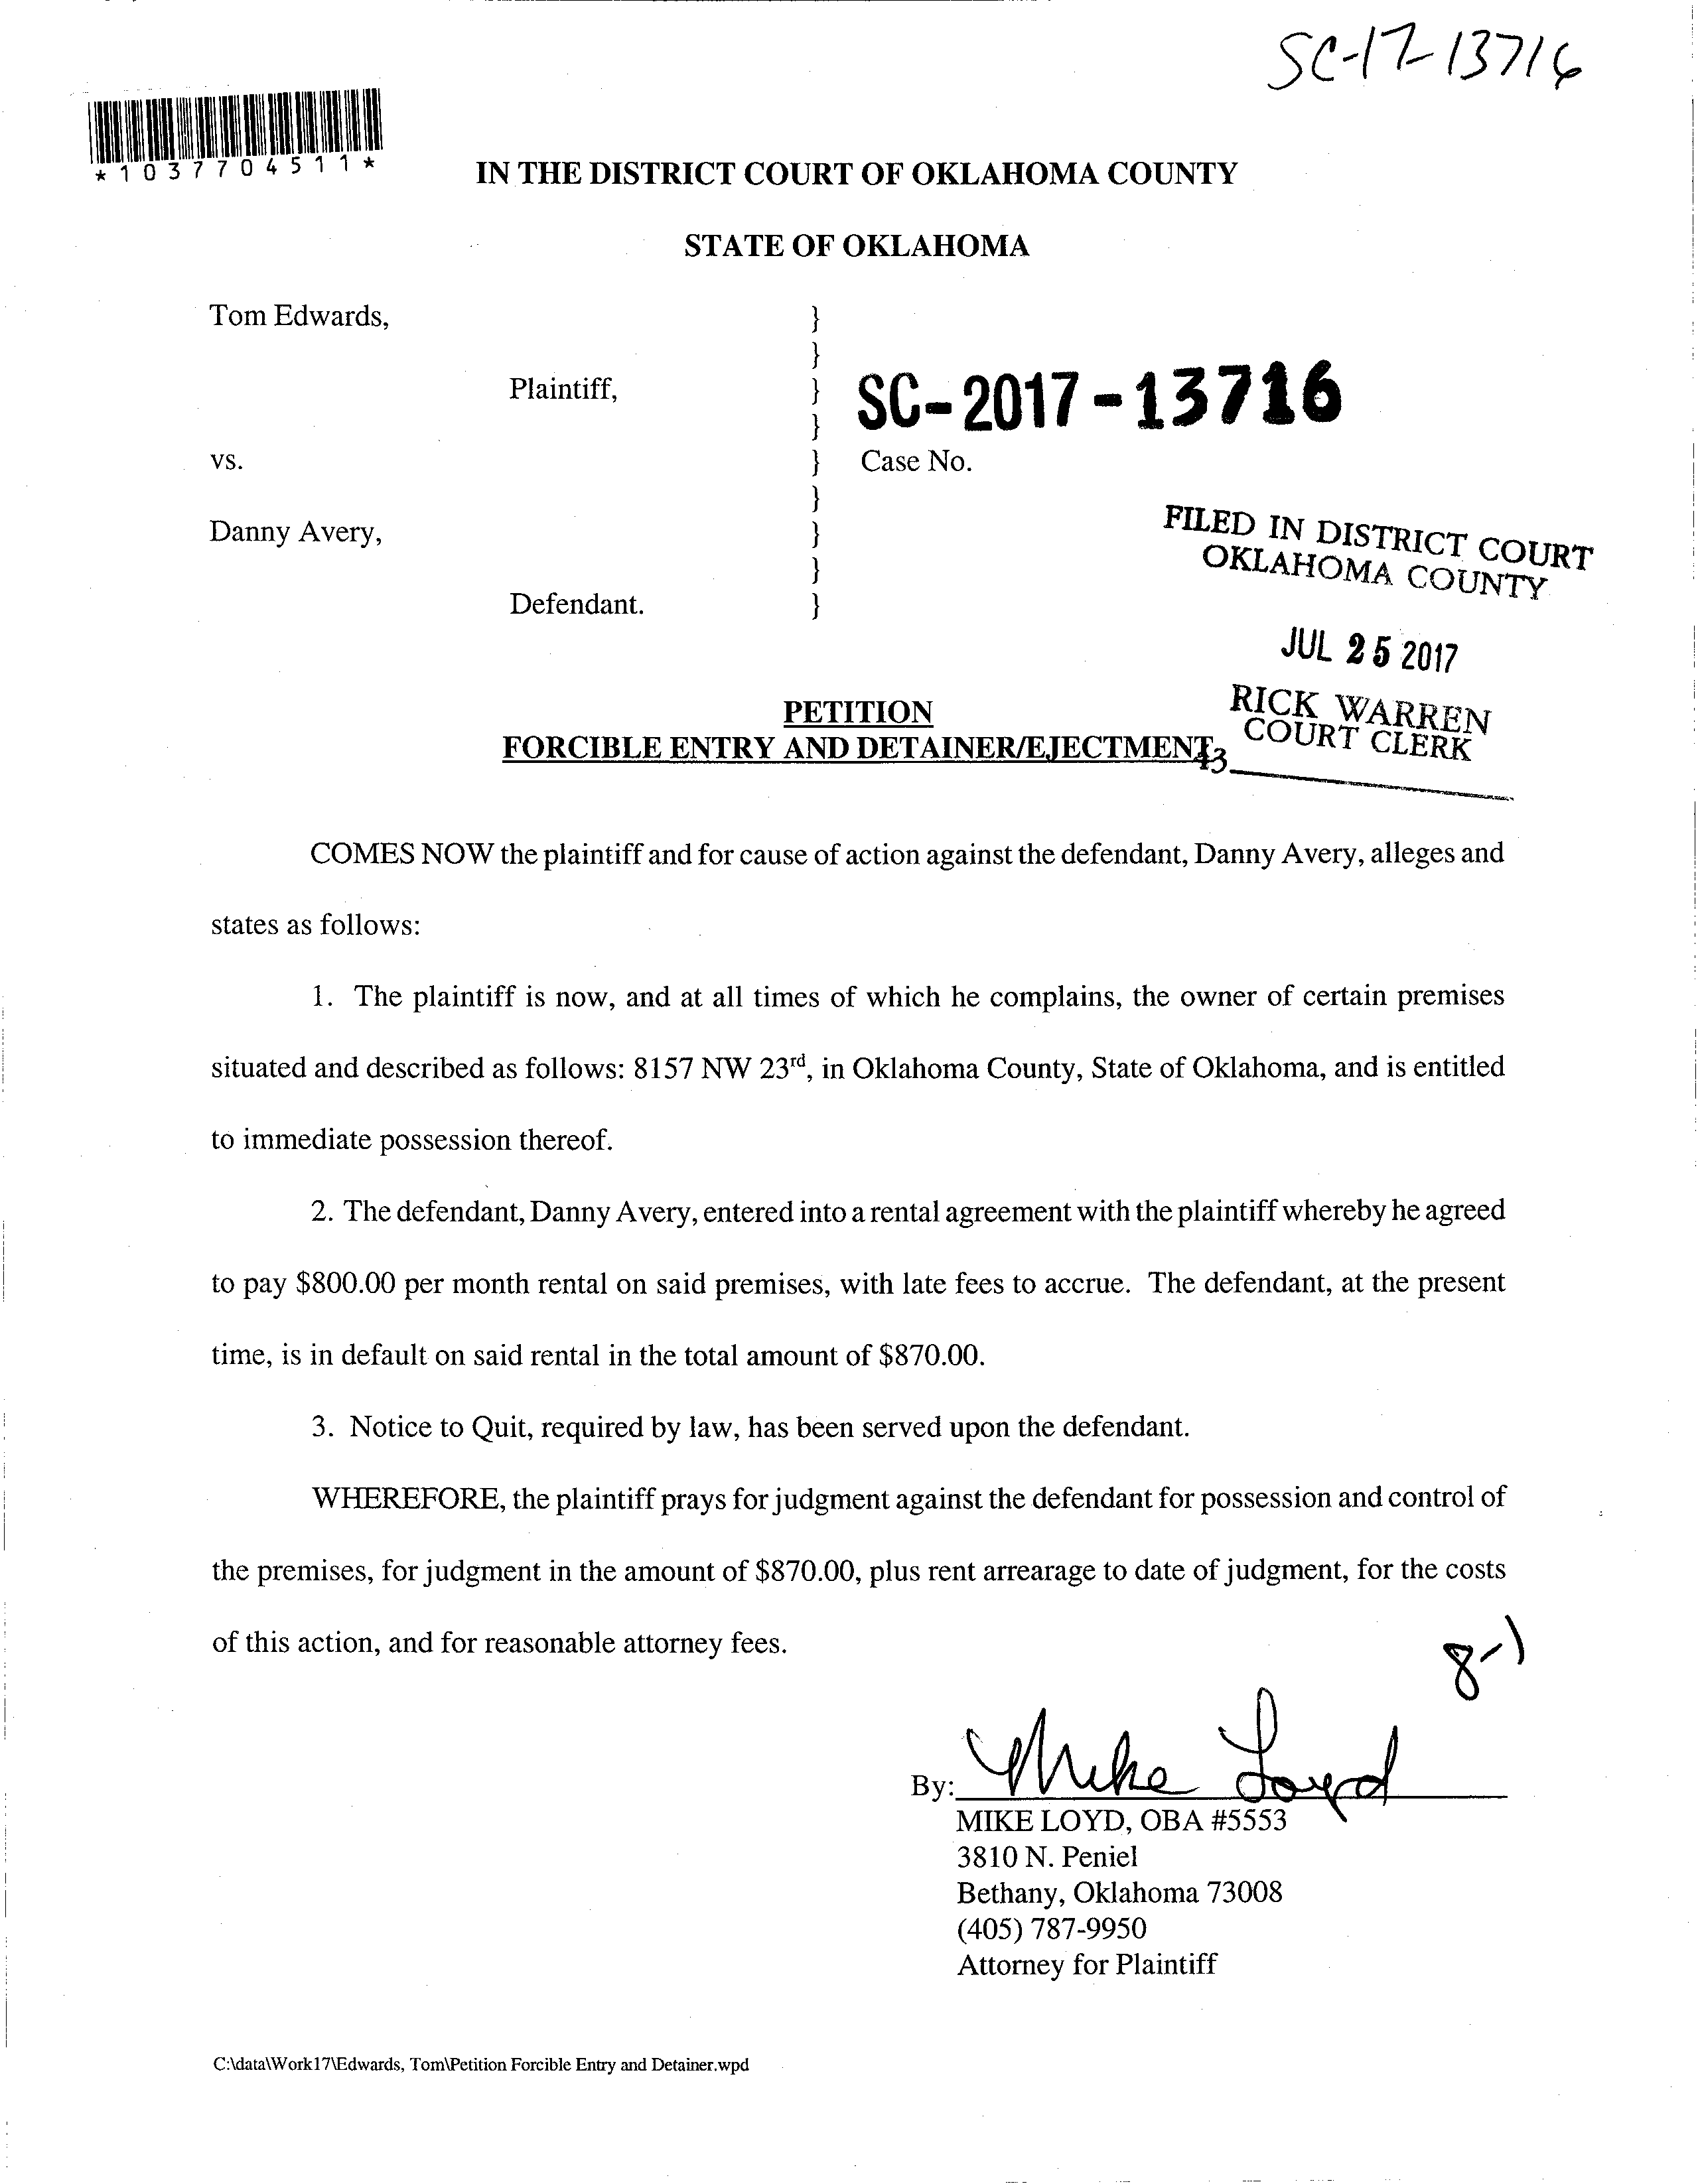 SC-17-13716
*1037704511*
IN THE DISTRICT COURT OF OKLAHOMA COUNTY
STATE OF OKLAHOMA
Tom Edwards,
Plaintiff,
vs.
Danny Avery,
Defendant.
}
}
}
}
}
}
}
}
}
SC-2017-13716
Case No.
FILED IN DISTRICT COURT
OKLAHOMA COUNTY
JUL 25 2017
RICK WARREN
COURT CLERK
43
PETITION
FORCIBLE ENTRY AND DETAINER/EJECTMENT
COMES NOW the plaintiff and for cause of action against the defendant, Danny Avery, alleges and
states as follows:
1. The plaintiff is now, and at all times of which he complains, the owner of certain premises
situated and described as follows: 8157 NW 23rd, in Oklahoma County, State of Oklahoma, and is entitled
to immediate possession thereof.
2. The defendant, Danny Avery, entered into a rental agreement with the plaintiff whereby he agreed
to pay $800.00 per month rental on said premises, with late fees to accrue. The defendant, at the present
time, is in default on said rental in the total amount of $870.00.
3. Notice to Quit, required by law, has been served upon the defendant.
WHEREFORE, the plaintiff prays for judgment against the defendant for possession and control of
the premises, for judgment in the amount of $870.00, plus rent arrearage to date of judgment, for the costs
of this action, and for reasonable attorney fees.
8-1
By: Mike Loyd
MIKE LOYD, OBA #5553
3810 N. Peniel
Bethany, Oklahoma 73008
(405) 787-9950
Attorney for Plaintiff
C:\data\Work17\Edwards, Tom\Petition Forcible Entry and Detainer.wpd